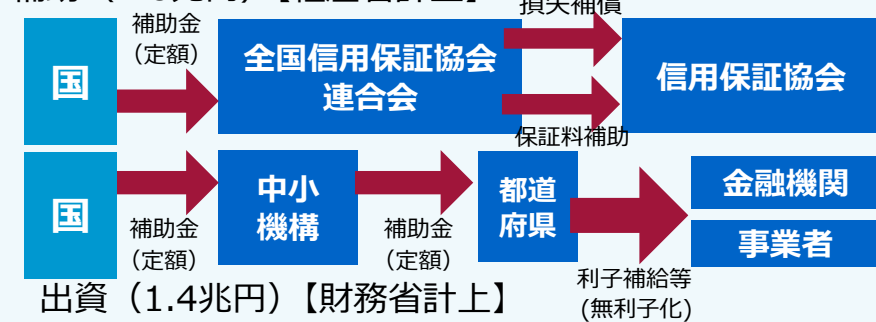 損失補償
補助金
(定額)
国
全国信用保証協会
連合会
信用保証協会
保証料補助
国
中小
機構
都道
府県
金融機関
事業者
補助金
(定額)
補助金
(定額)
利子補給等
(無利子化)
出資（1.4兆円）【財務省計上】